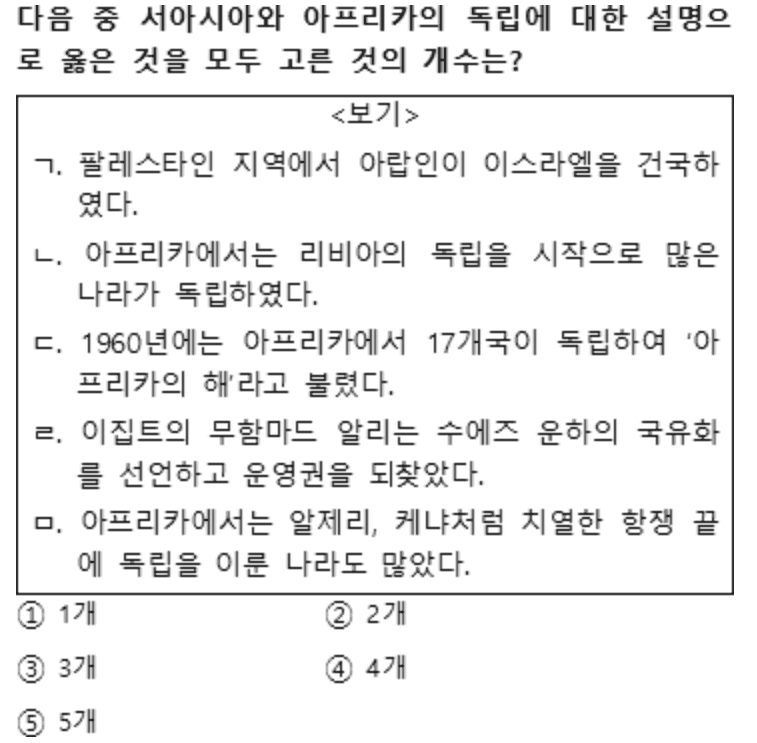 다음 중 서아시아와 아프리카의 독립에 대한 설명으
로 옳은 것을 모두 고른 것의 개수는?
<보기>
ㄱ. 팔레스타인 지역에서 아랍인이 이스라엘을 건국하
였다.
ㄴ. 아프리카에서는 리비아의 독립을 시작으로 많은
나라가 독립하였다.
ㄷ. 1960년에는 아프리카에서 17개국이 독립하여 '아
프리카의 해'라고 불렸다.
ㄹ. 이집트의 무함마드 알리는 수에즈 운하의 국유화
를 선언하고 운영권을 되찾았다.
ㅁ. 아프리카에서는 알제리, 케냐처럼 치열한 항쟁 끝
에 독립을 이룬 나라도 많았다.
① 1개 ② 2개
③ 3개 ④ 4개
⑤ 5개